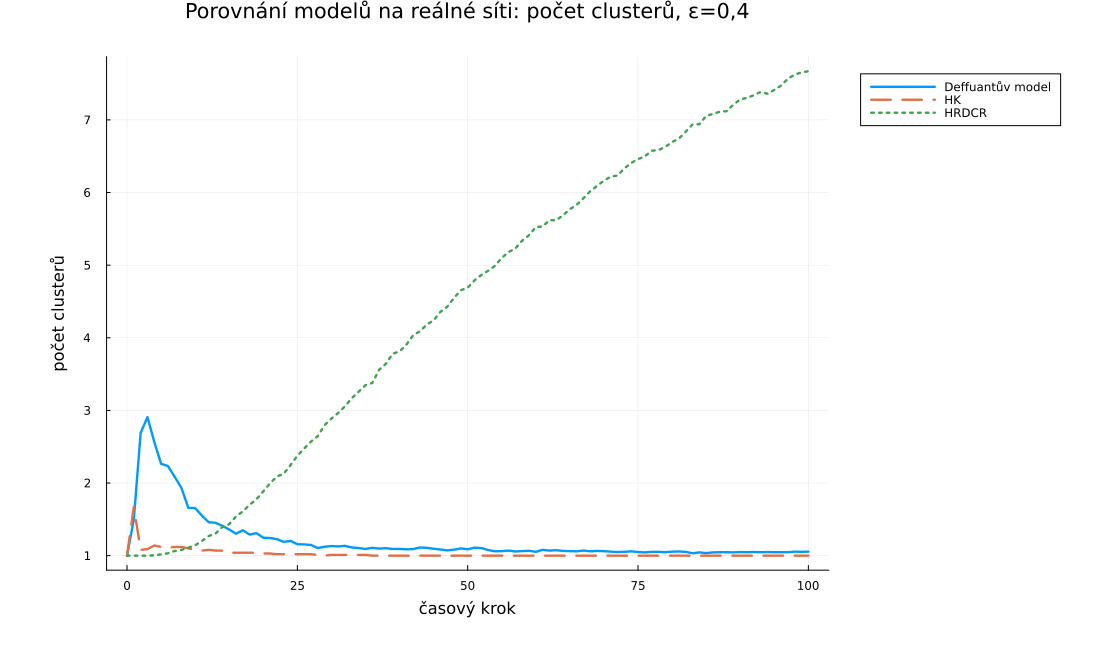 Porovnání modelů na reálné síti: počet clusterů, ε=0,4
Deffuantův model
HK
HRDCR
počet clusterů
7
6
5
4
3
2
1
0
25
50
75
100
časový krok